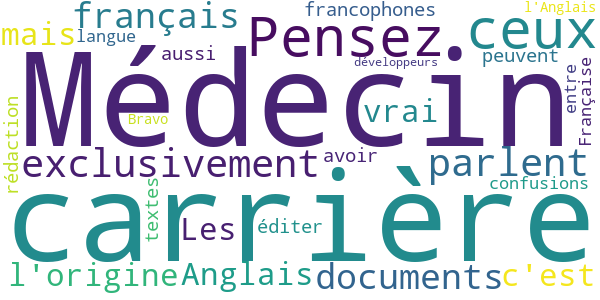 français francophones l'Anglais
mais langue Pensez ceux
aussi développeurs peuvent
Médecin
Bravo vrai entre Française
rédaction exclusivement avoir parlent
confusions
carrière
textes Les éditer
l'origine Anglais documents c'est